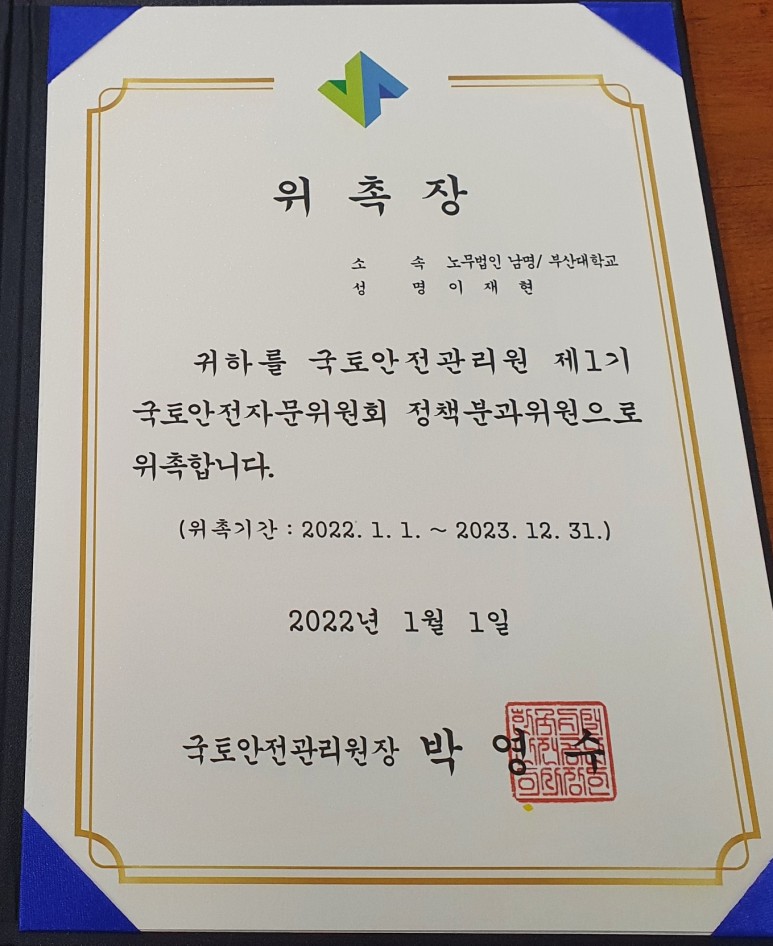 위 촉 장
소 속 노무법인 남명/ 부산대학교
성 명 이 재 현
귀하를 국토안전관리원 제1기
국토안전자문위원회 정책분과위원으로
위촉합니다.
(위촉기간 : 2022. 1. 1. ~ 2023. 12. 31.)
2022년 1월 1일
국토안전관리원장 박 영 수